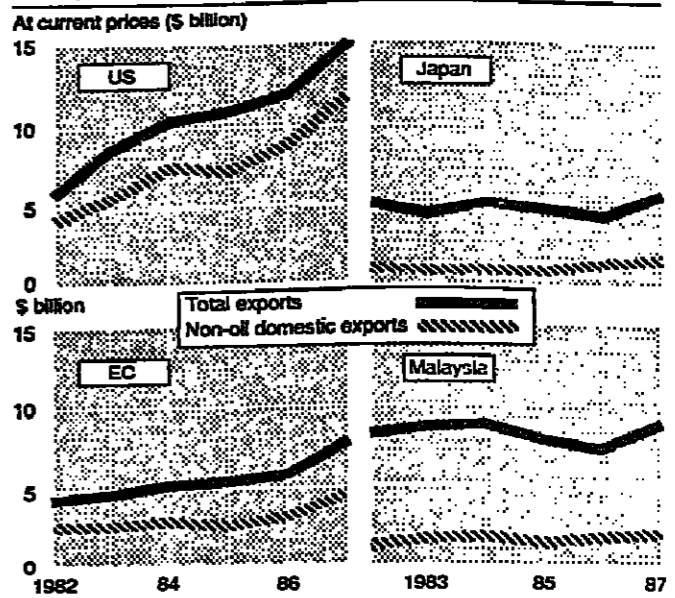 At current prices ($ billion)
15
US
Japan
10
5
0
$ billion
Total exports
Non-oil domestic exports
15
EC
Malaysia
10
5
0
1982 84 86 1983 85 87